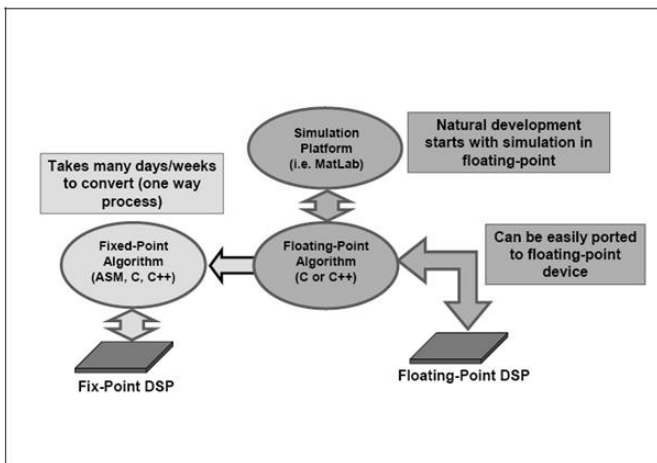 Simulation
Platform
(i.e. MatLab)
Natural development
starts with simulation in
floating-point
Takes many days/weeks
to convert (one way
process)
Fixed-Point
Algorithm
(ASM, C, C++)
Floating-Point
Algorithm
(C or C++)
Can be easily ported
to floating-point
device
Fix-Point DSP
Floating-Point DSP